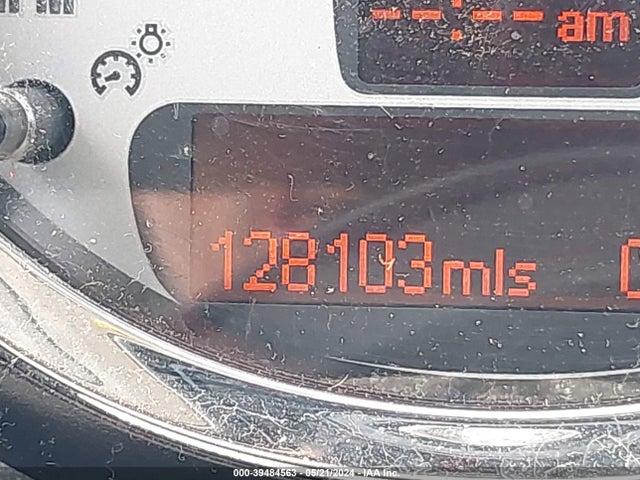 --:-- am
128103mls
000-39484563 - 05/21/2024 - IAA Inc.